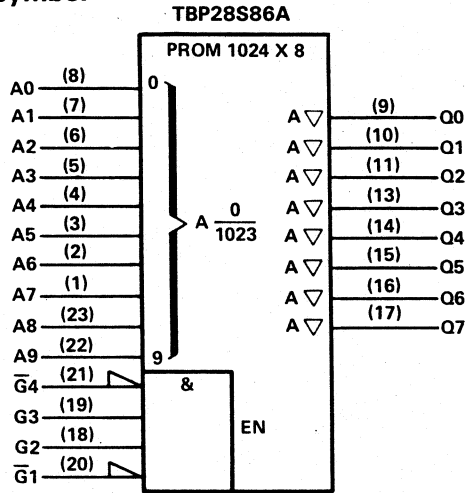 TBP28S86A
PROM 1024 X 8
A0 (8) 0
A1 (7)
A2 (6)
A3 (5)
A4 (4)
A5 (3)
A6 (2)
A7 (1)
A8 (23)
A9 (22) 9
A 0
1023
A (9) Q0
A (10) Q1
A (11) Q2
A (13) Q3
A (14) Q4
A (15) Q5
A (16) Q6
A (17) Q7
G̅4 (21) &
G3 (19)
G2 (18)
G̅1 (20)
EN